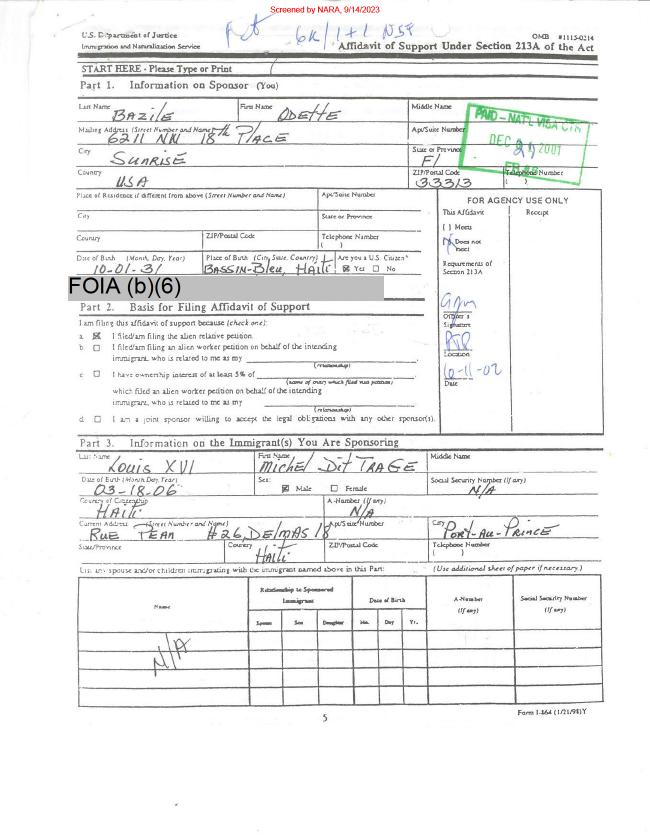 Screened by NARA, 9/14/2023
U.S. Department of Justice
Immigration and Naturalization Service
6K/1+1 NSF
OMB #1115-0214
Affidavit of Support Under Section 213A of the Act
START HERE - Please Type or Print
Part 1. Information on Sponsor (You)
Last Name BAZILE First Name ODETTE Middle Name
Mailing Address (Street Number and Name) 6211 NW 18th PLACE Apt/Suite Number
City SUNRISE State or Province Fl
Country USA ZIP/Postal Code 33313 Telephone Number ( )
PAID - NAT'L VISA CTR
DEC 2001
Place of Residence if different from above (Street Number and Name) Apt/Suite Number
City State or Province
Country ZIP/Postal Code Telephone Number ( )
Date of Birth (Month, Day, Year) 10-01-31 Place of Birth (City, State, Country) BASSIN-Bleu, HAITI Are you a U.S. Citizen? ☒ Yes ☐ No
FOIA (b)(6)
FOR AGENCY USE ONLY
This Affidavit Receipt
[ ] Meets
[X] Does not meet
Requirements of Section 213A
Officer's Signature
Location
6-11-02
Date
Part 2. Basis for Filing Affidavit of Support
I am filing this affidavit of support because (check one):
a. ☒ I filed/am filing the alien relative petition.
b. ☐ I filed/am filing an alien worker petition on behalf of the intending
immigrant, who is related to me as my
(relationship)
c. ☐ I have ownership interest of at least 5% of
(name of entity which filed visa petition)
which filed an alien worker petition on behalf of the intending
immigrant, who is related to me as my
(relationship)
d. ☐ I am a joint sponsor willing to accept the legal obligations with any other sponsor(s).
Part 3. Information on the Immigrant(s) You Are Sponsoring
Last Name Louis XVI First Name MICHEL DIT TRAGE Middle Name
Date of Birth (Month, Day, Year) 03-18-06 Sex: ☒ Male ☐ Female Social Security Number (If any) N/A
Country of Citizenship HAITI A-Number (If any) N/A
Current Address (Street Number and Name) RUE TEAN #26, DELMAS 18 Apt/Suite Number City PORT-AU-PRINCE
State/Province Country HAITI ZIP/Postal Code Telephone Number ( )
List any spouse and/or children immigrating with the immigrant named above in this Part: (Use additional sheet of paper if necessary.)
Name Relationship to Sponsored Immigrant Date of Birth A-Number (If any) Social Security Number (If any)
Spouse Son Daughter Mo. Day Yr.
N/A
5
Form I-864 (1/21/98)Y